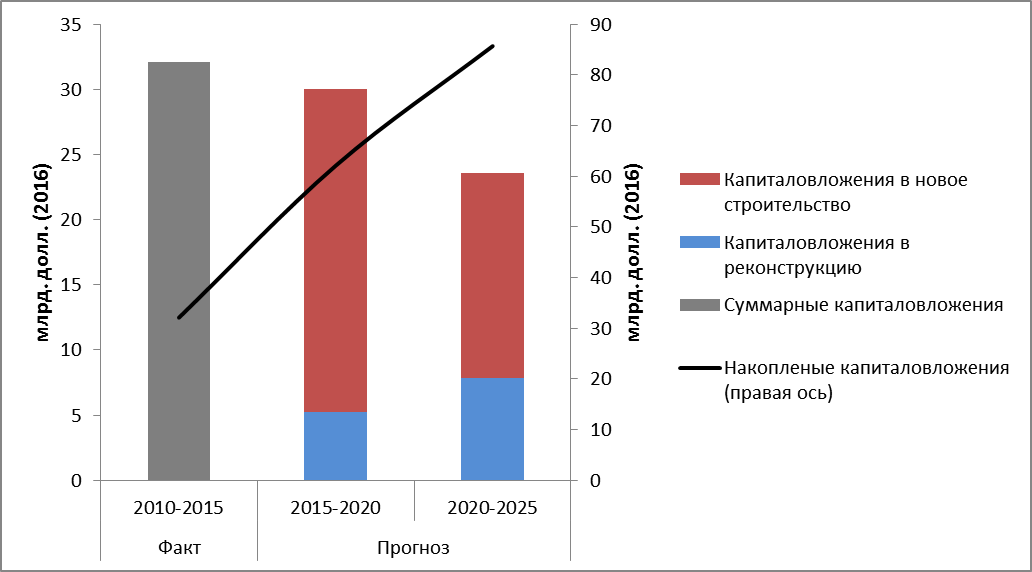 35
30
25
20
15
10
5
0
млрд. долл. (2016)
90
80
70
60
50
40
30
20
10
0
млрд. долл. (2016)
2010-2015
2015-2020
2020-2025
Факт
Прогноз
Капиталовложения в новое
строительство
Капиталовложения в
реконструкцию
Суммарные капиталовложения
Накопленые капиталовложения
(правая ось)